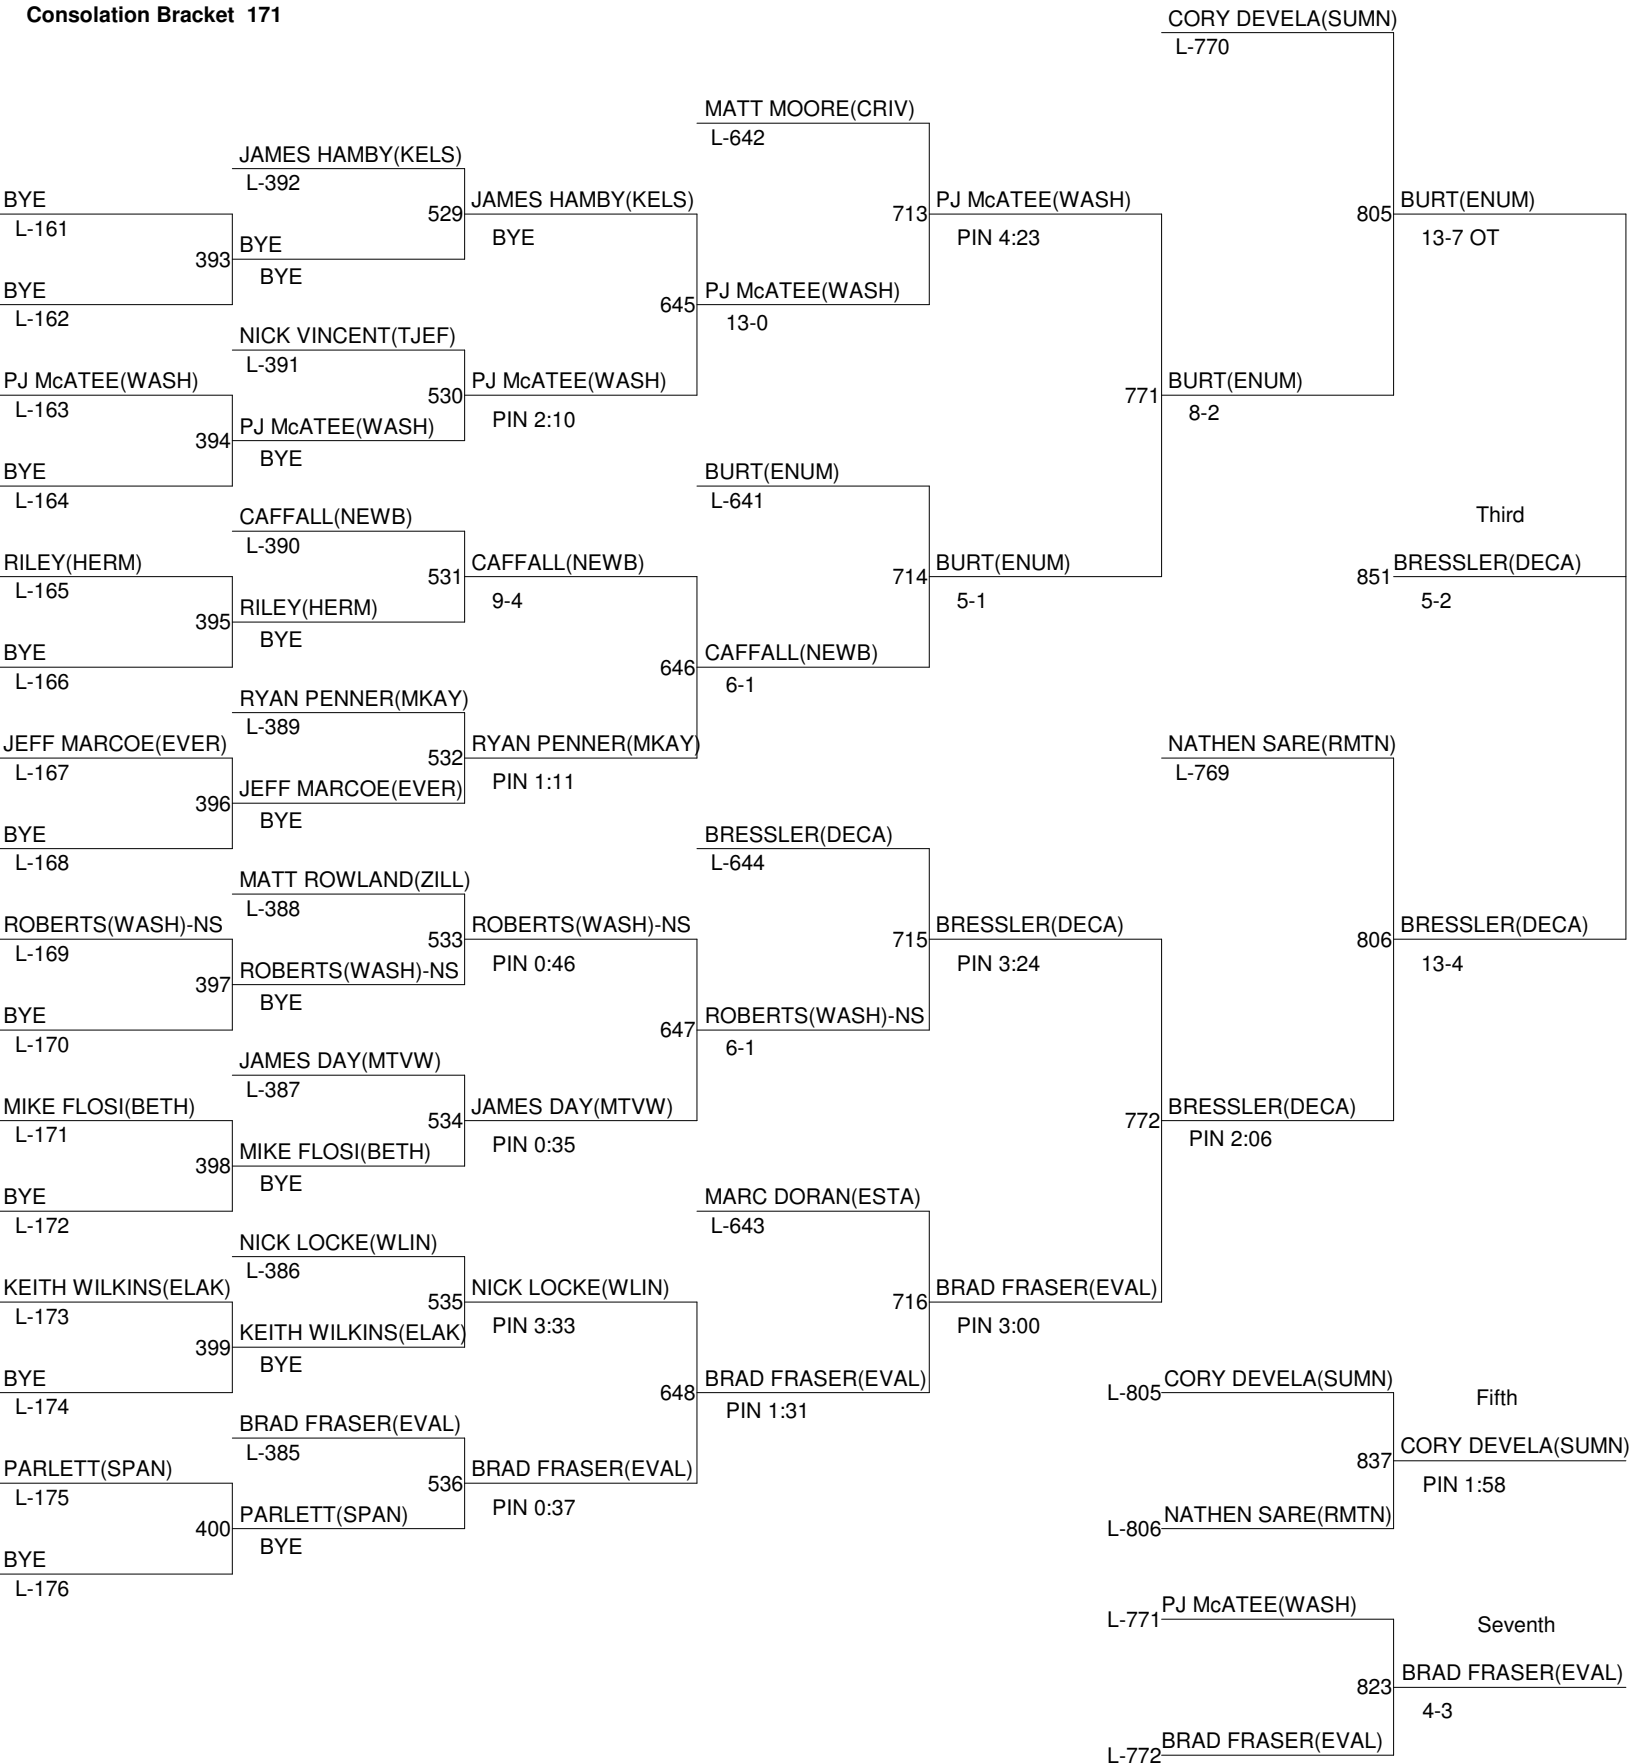 Consolation Bracket 171
CORY DEVELA(SUMN)
L-770
MATT MOORE(CRIV)
L-642
JAMES HAMBY(KELS)
L-392
BYE
L-161
529
JAMES HAMBY(KELS)
BYE
713
PJ McATEE(WASH)
PIN 4:23
805
BURT(ENUM)
13-7 OT
393
BYE
BYE
BYE
L-162
645
PJ McATEE(WASH)
13-0
NICK VINCENT(TJEF)
L-391
PJ McATEE(WASH)
L-163
530
PJ McATEE(WASH)
PIN 2:10
771
BURT(ENUM)
8-2
394
PJ McATEE(WASH)
BYE
BYE
L-164
BURT(ENUM)
L-641
CAFFALL(NEWB)
L-390
Third
RILEY(HERM)
L-165
531
CAFFALL(NEWB)
9-4
714
BURT(ENUM)
5-1
851
BRESSLER(DECA)
5-2
395
RILEY(HERM)
BYE
BYE
L-166
646
CAFFALL(NEWB)
6-1
RYAN PENNER(MKAY)
L-389
JEFF MARCOE(EVER)
L-167
532
RYAN PENNER(MKAY)
PIN 1:11
NATHEN SARE(RMTN)
L-769
396
JEFF MARCOE(EVER)
BYE
BYE
L-168
BRESSLER(DECA)
L-644
MATT ROWLAND(ZILL)
L-388
ROBERTS(WASH)-NS
L-169
533
ROBERTS(WASH)-NS
PIN 0:46
715
BRESSLER(DECA)
PIN 3:24
806
BRESSLER(DECA)
13-4
397
ROBERTS(WASH)-NS
BYE
BYE
L-170
647
ROBERTS(WASH)-NS
6-1
JAMES DAY(MTVW)
L-387
MIKE FLOSI(BETH)
L-171
534
JAMES DAY(MTVW)
PIN 0:35
772
BRESSLER(DECA)
PIN 2:06
398
MIKE FLOSI(BETH)
BYE
BYE
L-172
MARC DORAN(ESTA)
L-643
NICK LOCKE(WLIN)
L-386
KEITH WILKINS(ELAK)
L-173
535
NICK LOCKE(WLIN)
PIN 3:33
716
BRAD FRASER(EVAL)
PIN 3:00
399
KEITH WILKINS(ELAK)
BYE
BYE
L-174
648
BRAD FRASER(EVAL)
PIN 1:31
L-805
CORY DEVELA(SUMN)
Fifth
BRAD FRASER(EVAL)
L-385
837
CORY DEVELA(SUMN)
PIN 1:58
PARLETT(SPAN)
L-175
536
BRAD FRASER(EVAL)
PIN 0:37
400
PARLETT(SPAN)
BYE
L-806
NATHEN SARE(RMTN)
BYE
L-176
L-771
PJ McATEE(WASH)
Seventh
823
BRAD FRASER(EVAL)
4-3
L-772
BRAD FRASER(EVAL)